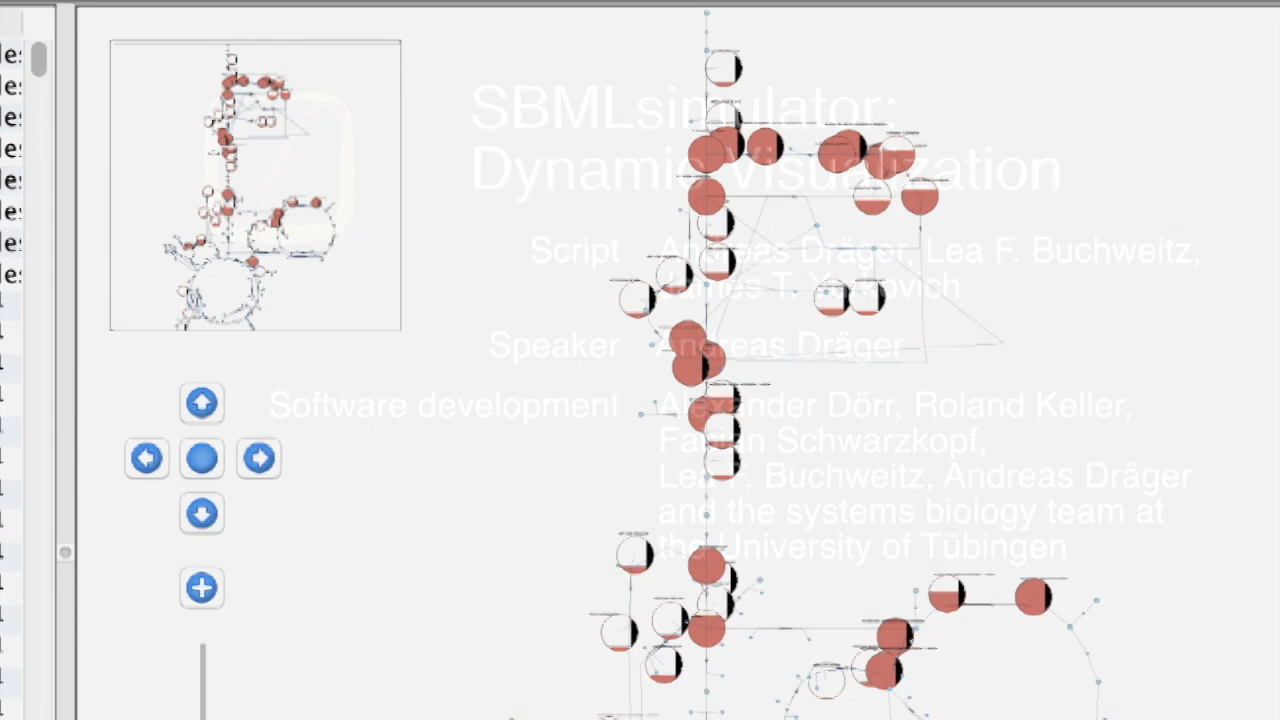 SBMLsimulator:
Dynamic Visualization
Script Andreas Dräger, Lea F. Buchweitz,
James T. Yurkovich
Speaker Andreas Dräger
Software development Alexander Dörr, Roland Keller,
Fabian Schwarzkopf,
Lea F. Buchweitz, Andreas Dräger
and the systems biology team at
the University of Tübingen